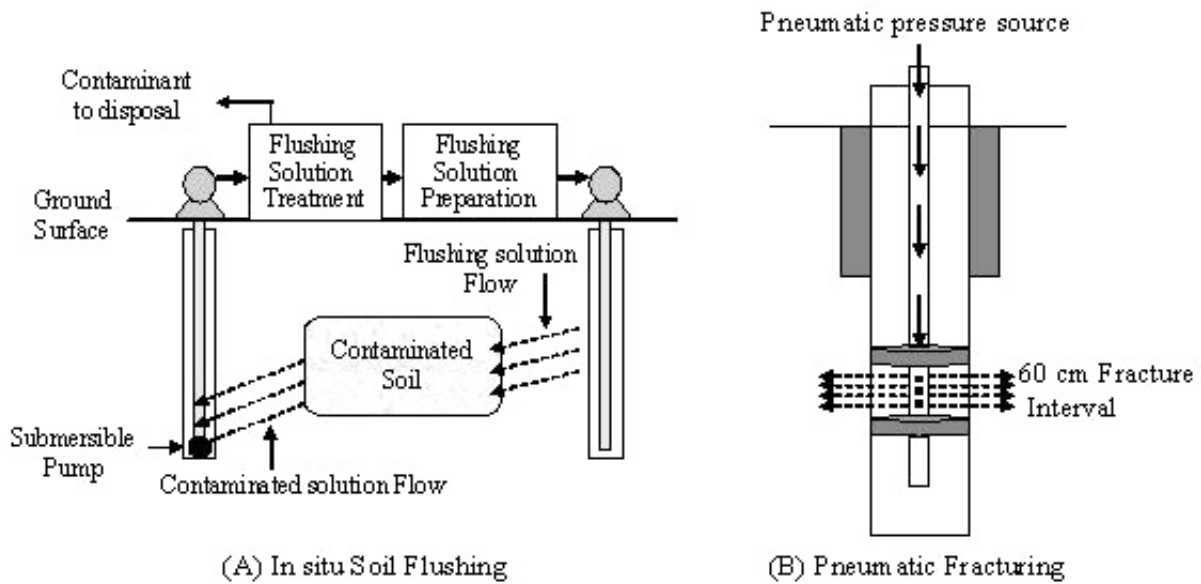 Contaminant
to disposal
Flushing
Solution
Treatment
Flushing
Solution
Preparation
Ground
Surface
Flushing solution
Flow
Contaminated
Soil
Submersible
Pump
Contaminated solution Flow
(A) In situ Soil Flushing
Pneumatic pressure source
60 cm Fracture
Interval
(B) Pneumatic Fracturing